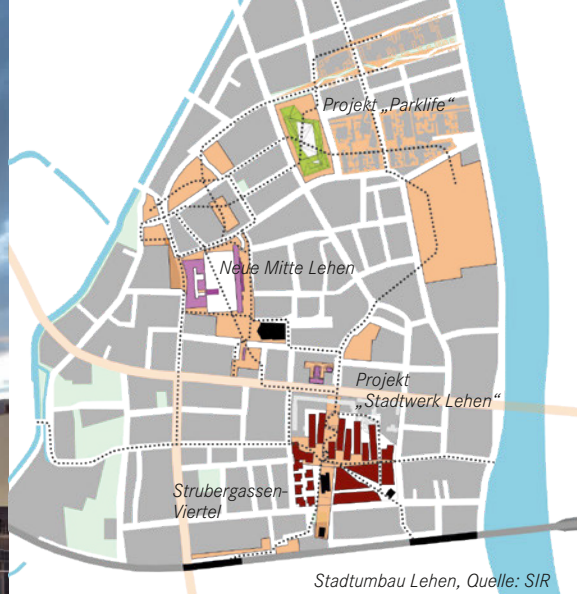 Projekt „Parklife“
Neue Mitte Lehen
Projekt
„Stadtwerk Lehen“
Strubergassen-
Viertel
Stadtumbau Lehen, Quelle: SIR